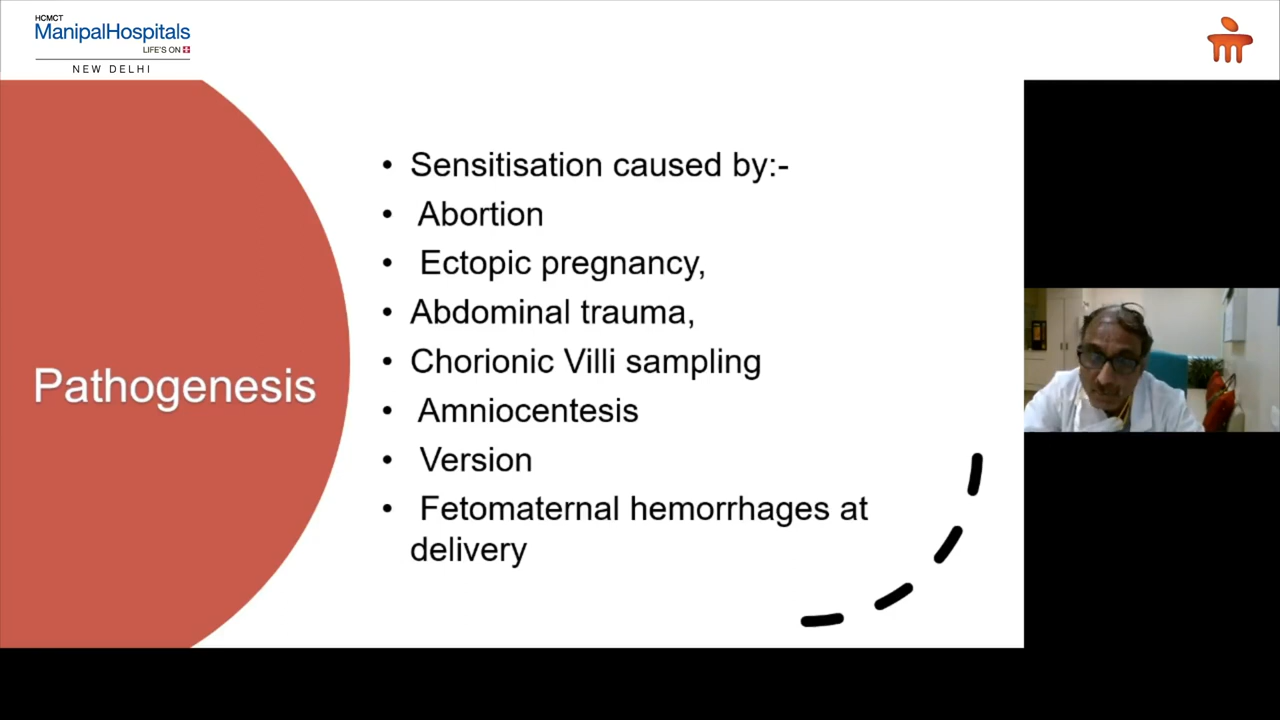 HCMCT
ManipalHospitals
LIFE'S ON
NEW DELHI
Pathogenesis
• Sensitisation caused by:-
• Abortion
• Ectopic pregnancy,
• Abdominal trauma,
• Chorionic Villi sampling
• Amniocentesis
• Version
• Fetomaternal hemorrhages at
delivery